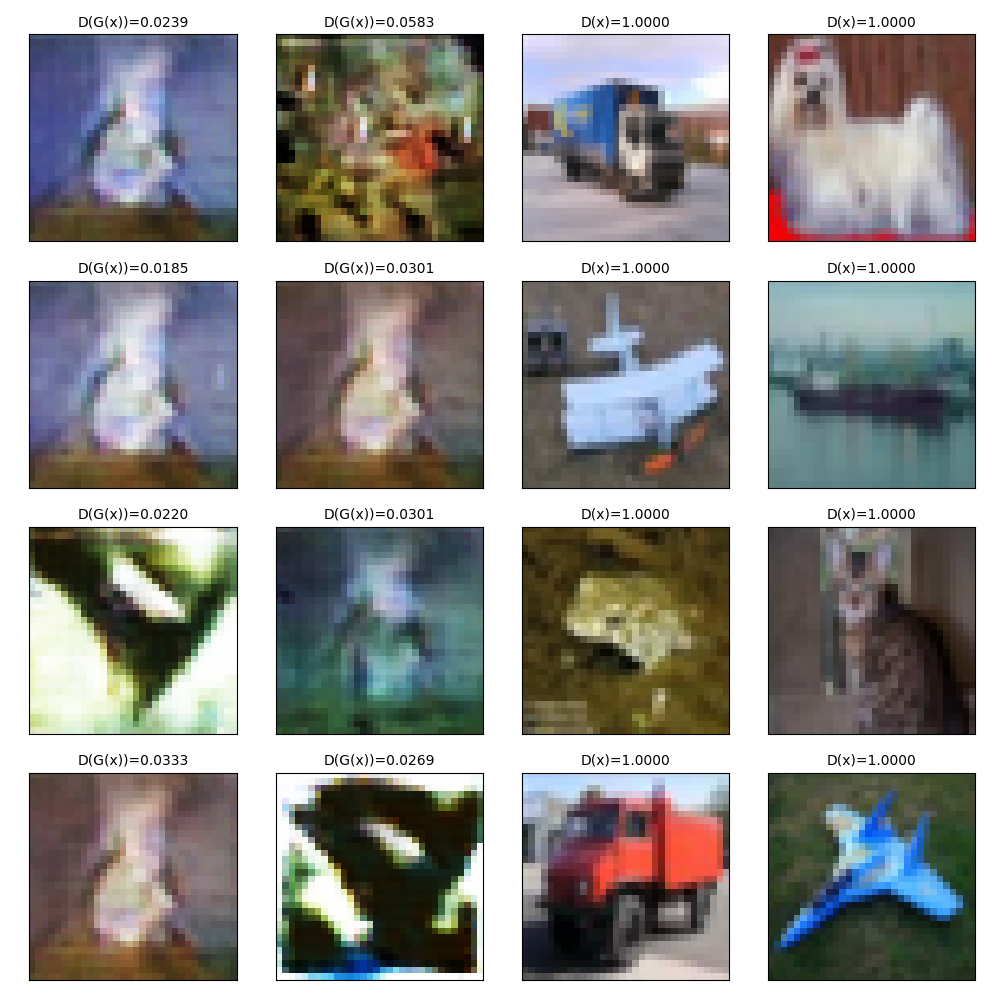 D(G(x))=0.0239
D(G(x))=0.0583
D(x)=1.0000
D(x)=1.0000
D(G(x))=0.0185
D(G(x))=0.0301
D(x)=1.0000
D(x)=1.0000
D(G(x))=0.0220
D(G(x))=0.0301
D(x)=1.0000
D(x)=1.0000
D(G(x))=0.0333
D(G(x))=0.0269
D(x)=1.0000
D(x)=1.0000